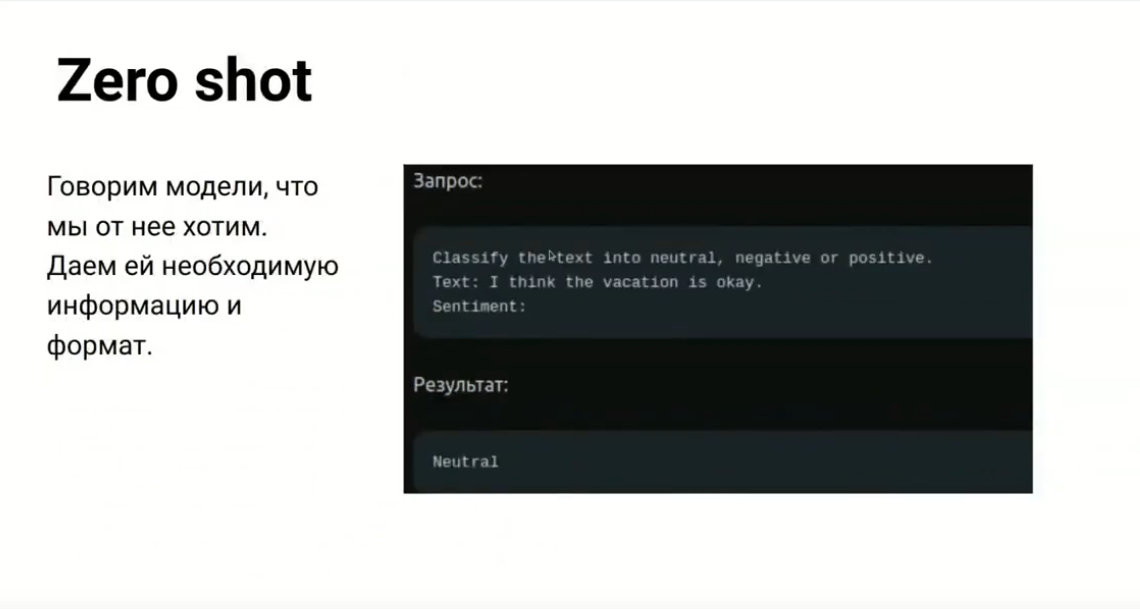 Zero shot
Говорим модели, что
мы от нее хотим.
Даем ей необходимую
информацию и
формат.
Запрос:
Classify the text into neutral, negative or positive.
Text: I think the vacation is okay.
Sentiment:
Результат:
Neutral